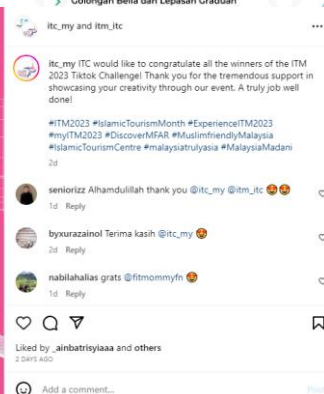 Golongan Belia dan Lepasan Graduan
itc_my and itm_itc
itc_my ITC would like to congratulate all the winners of the ITM
2023 Tiktok Challenge! Thank you for the tremendous support in
showcasing your creativity through our event. A truly job well
done!
#ITM2023 #IslamicTourismMonth #ExperienceITM2023
#myITM2023 #DiscoverMFAR #MuslimfriendlyMalaysia
#IslamicTourismCentre #malaysiatrulyasia #MalaysiaMadani
2d
seniorizz Alhamdulillah thank you @itc_my @itm_itc 🤩🤩
1d Reply
byxurazainol Terima kasih @itc_my 🤩
2d Reply
nabilahalias grats @fitmommyfn 🤩
1d Reply
Liked by _ainbatrisyiaaa and others
2 DAYS AGO
Add a comment...
Post